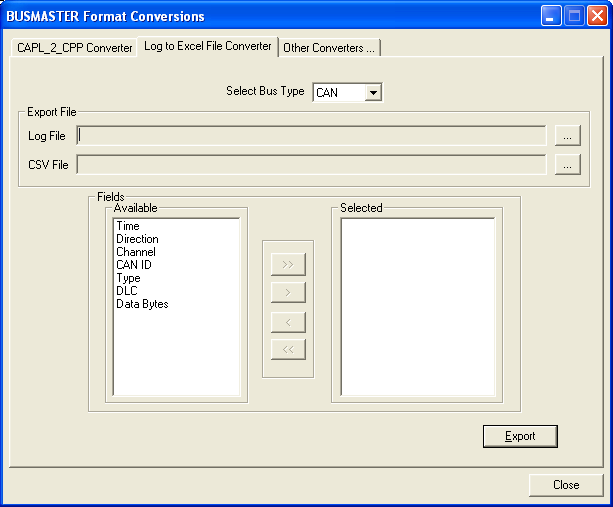 BUSMASTER Format Conversions
CAPL_2_CPP Converter Log to Excel File Converter Other Converters ...
Select Bus Type CAN
Export File
Log File ...
CSV File ...
Fields
Available Selected
Time
Direction
Channel
CAN ID
Type
DLC
Data Bytes
>>
>
<
<<
Export
Close